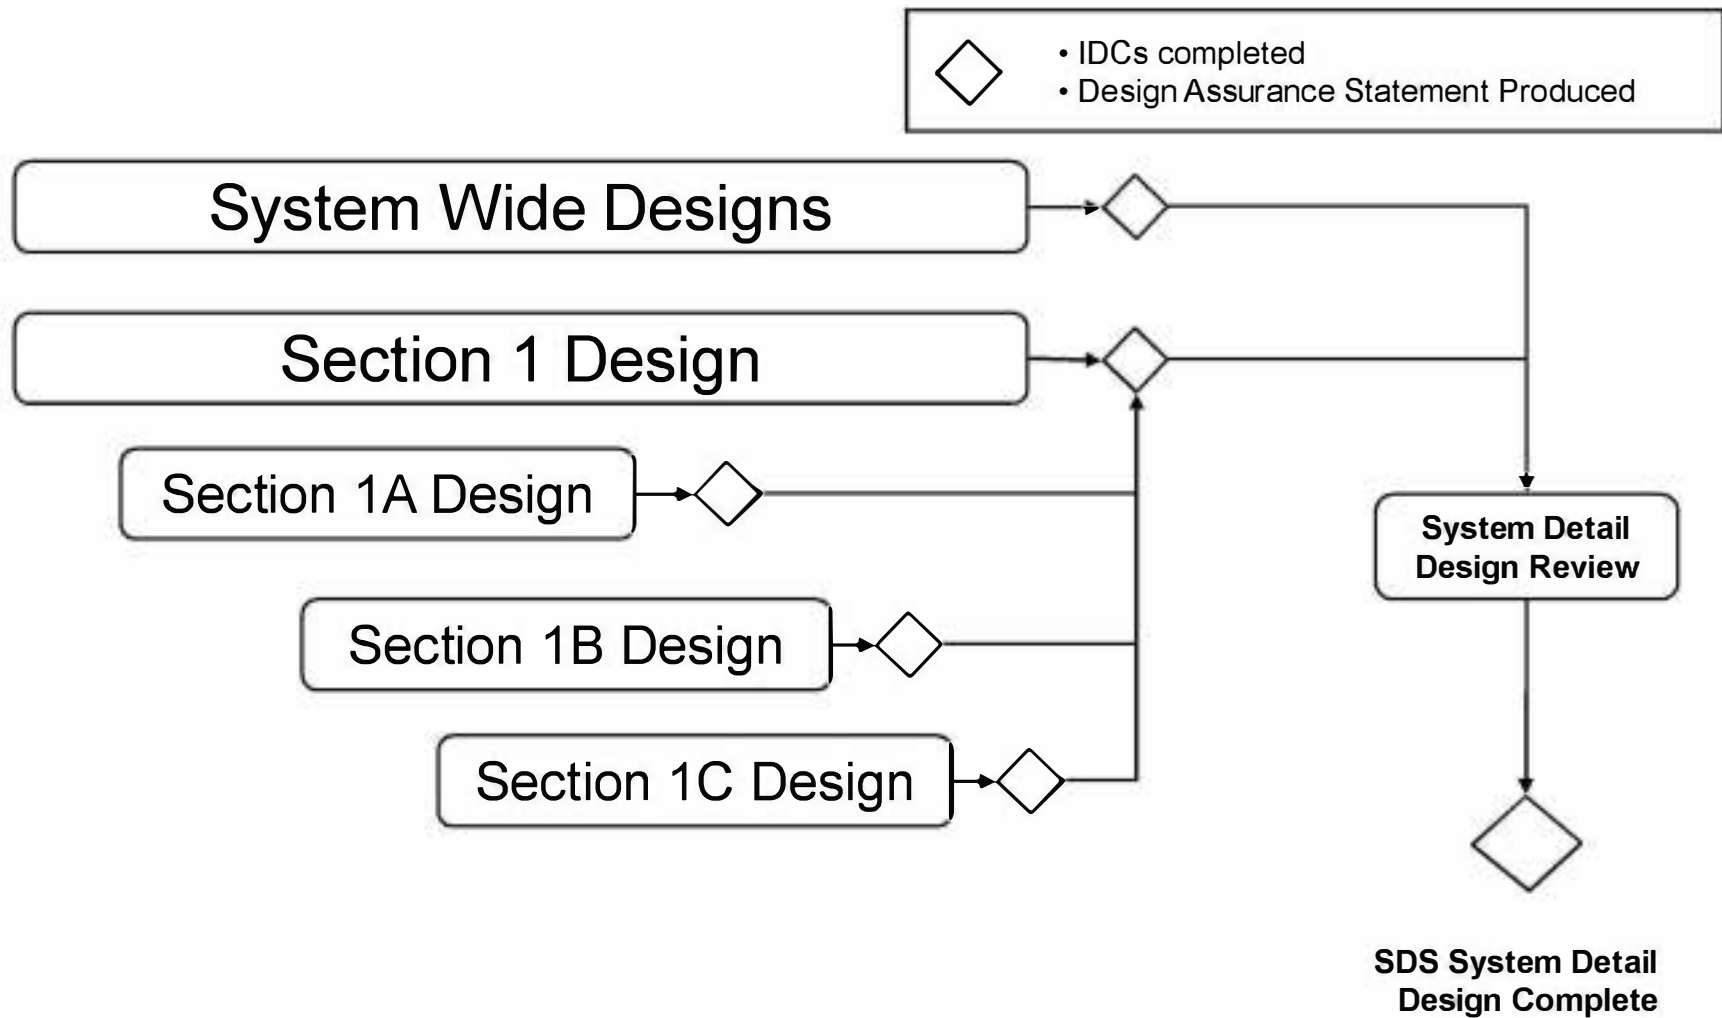 • IDCs completed
• Design Assurance Statement Produced
System Wide Designs
Section 1 Design
Section 1A Design
Section 1B Design
Section 1C Design
System Detail
Design Review
SDS System Detail
Design Complete